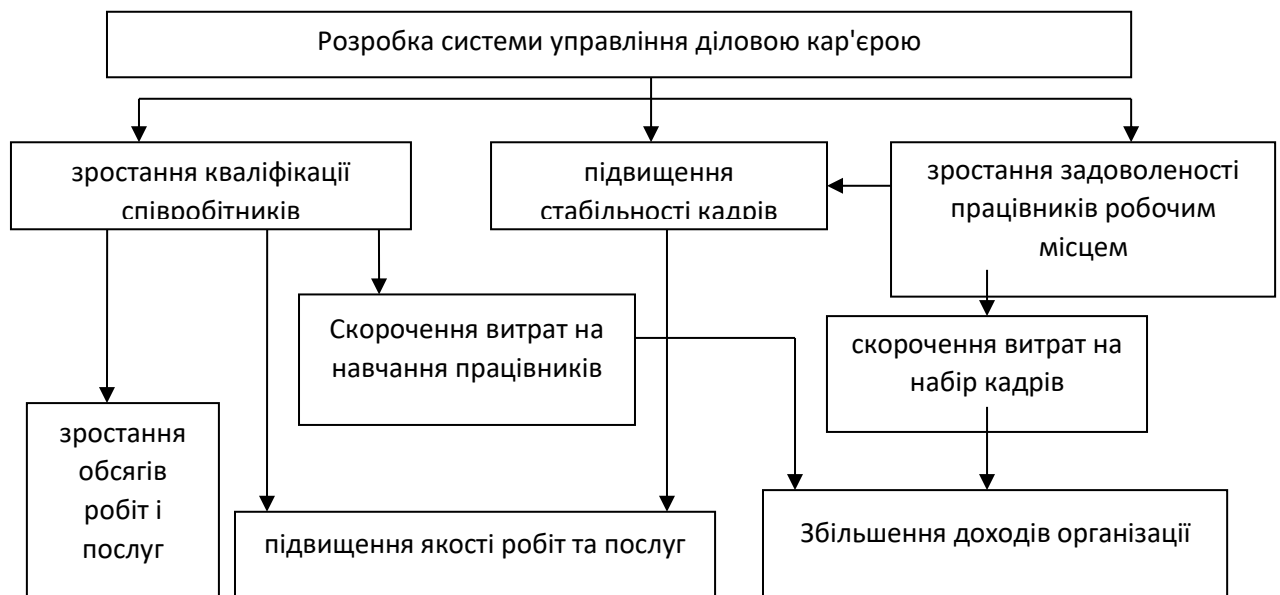 Розробка системи управління діловою кар'єрою
зростання кваліфікації
співробітників
підвищення
стабільності кадрів
зростання задоволеності
працівників робочим
місцем
Скорочення витрат на
навчання працівників
скорочення витрат на
набір кадрів
зростання
обсягів
робіт і
послуг
підвищення якості робіт та послуг
Збільшення доходів організації